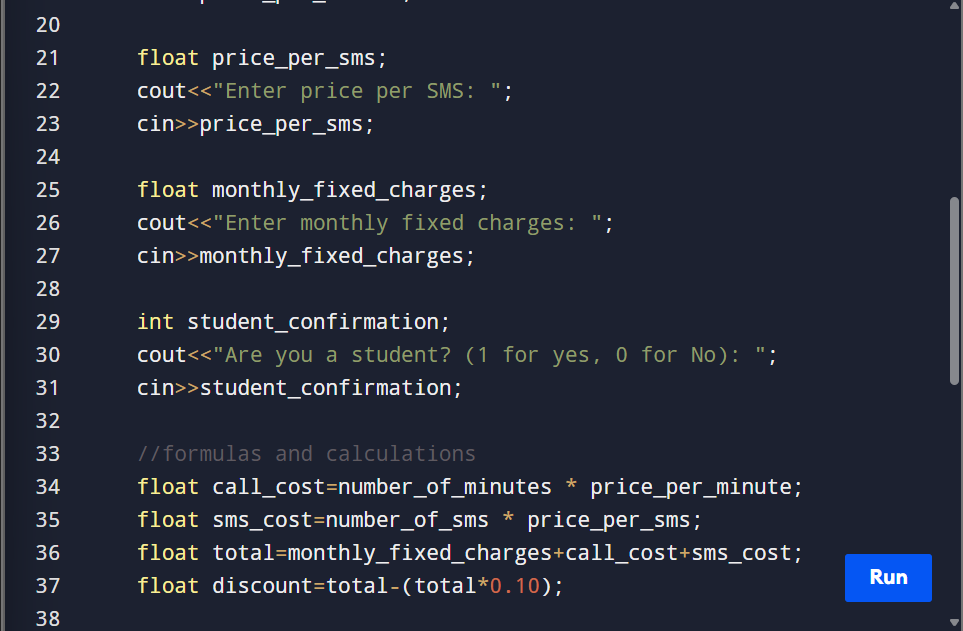 20
21 float price_per_sms;
22 cout<<"Enter price per SMS: ";
23 cin>>price_per_sms;
24
25 float monthly_fixed_charges;
26 cout<<"Enter monthly fixed charges: ";
27 cin>>monthly_fixed_charges;
28
29 int student_confirmation;
30 cout<<"Are you a student? (1 for yes, 0 for No): ";
31 cin>>student_confirmation;
32
33 //formulas and calculations
34 float call_cost=number_of_minutes * price_per_minute;
35 float sms_cost=number_of_sms * price_per_sms;
36 float total=monthly_fixed_charges+call_cost+sms_cost;
37 float discount=total-(total*0.10);
Run
38